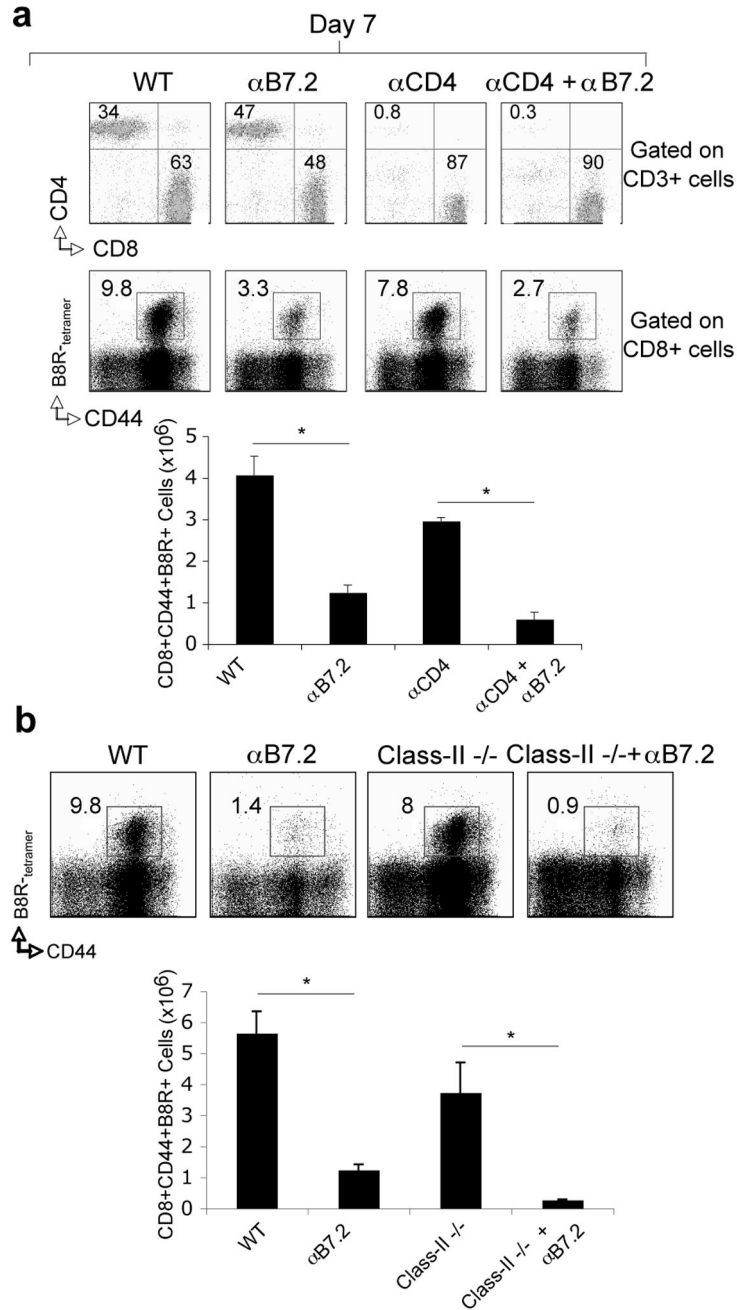 a
Day 7
WT αB7.2 αCD4 αCD4 + αB7.2
34 47 0.8 0.3
63 48 87 90
Gated on
CD3+ cells
CD4
CD8
9.8 3.3 7.8 2.7
Gated on
CD8+ cells
B8R-tetramer
CD44
CD8+CD44+B8R+ Cells (x10⁶)
5
4
3
2
1
0
* *
WT αB7.2 αCD4 αCD4 +
αB7.2
b
WT αB7.2 Class-II -/- Class-II -/-+αB7.2
9.8 1.4 8 0.9
B8R-tetramer
CD44
CD8+CD44+B8R+ Cells (x10⁶)
7
6
5
4
3
2
1
0
* *
WT αB7.2 Class-II -/- Class-II -/- +
αB7.2